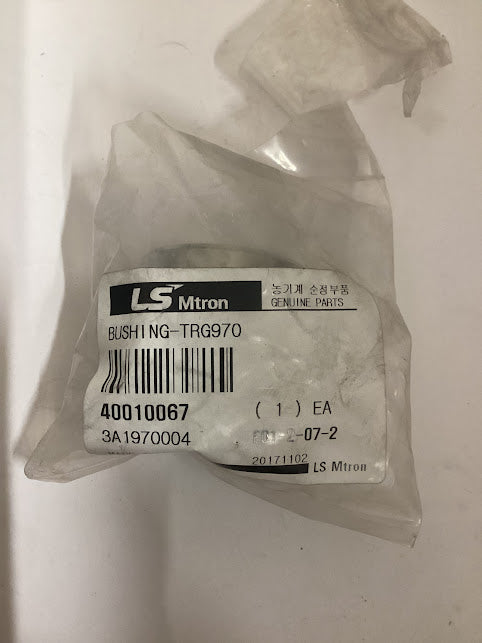 LS Mtron
농기계 순정부품
GENUINE PARTS
BUSHING-TRG970
40010067
( 1 ) EA
3A1970004
20171102
LS Mtron